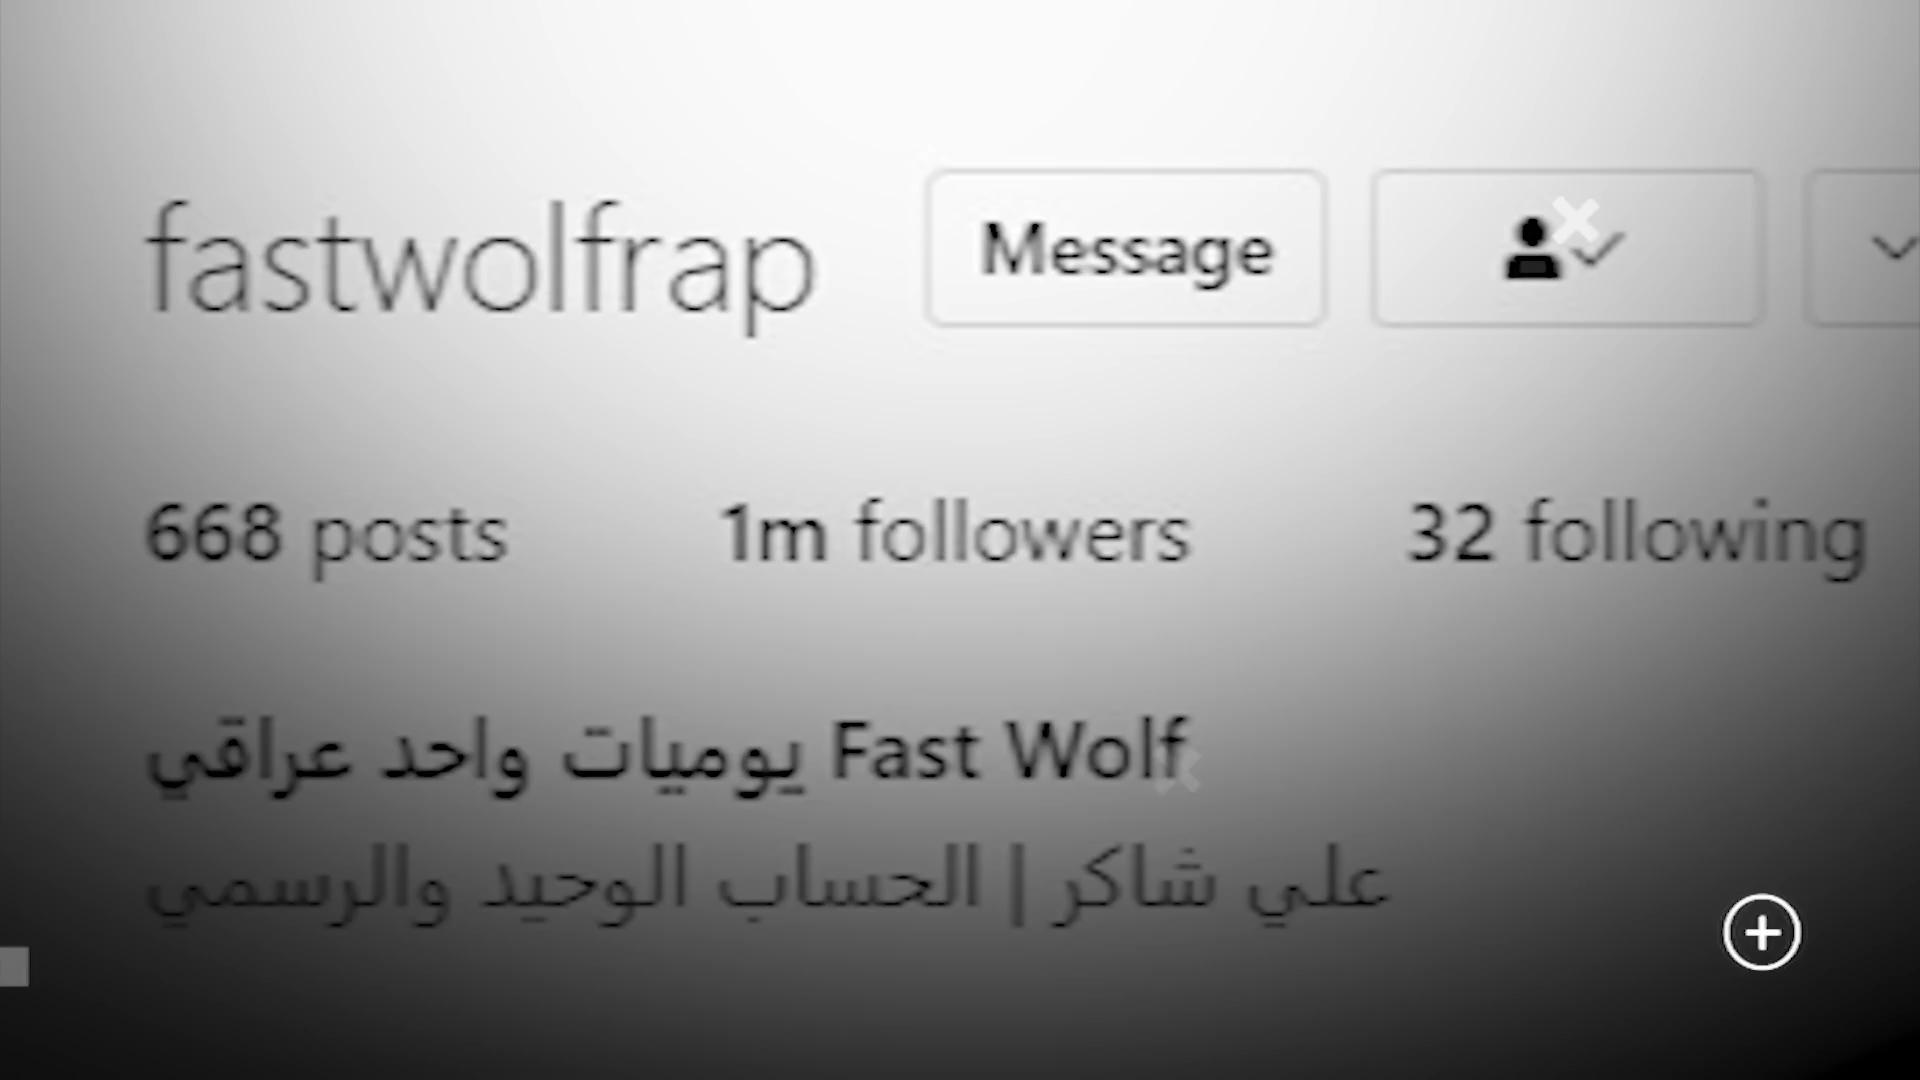 fastwolfrap Message
668 posts 1m followers 32 following
يوميات واحد عراقي Fast Wolf
علي شاكر | الحساب الوحيد والرسمي